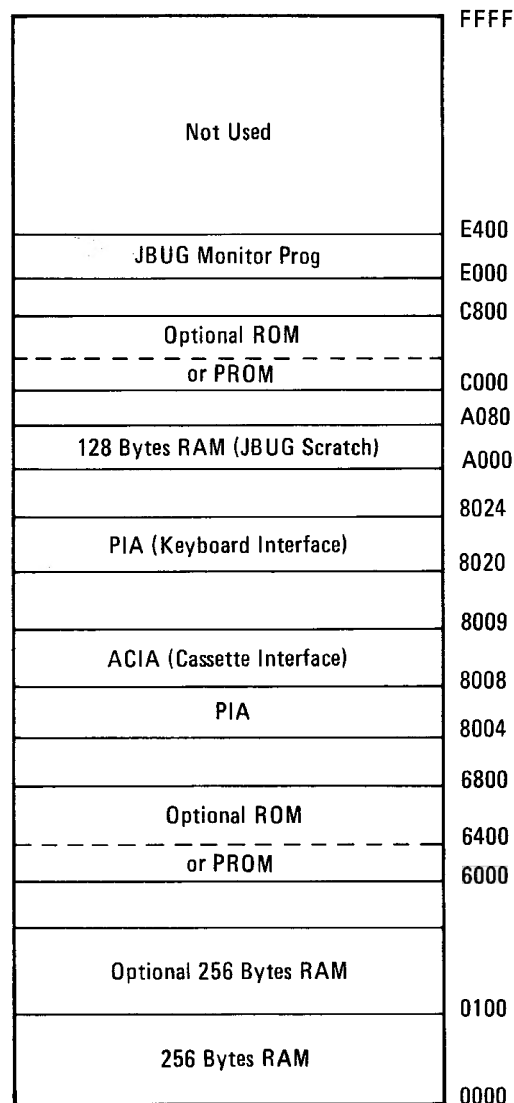 FFFF
Not Used
E400
JBUG Monitor Prog
E000
C800
Optional ROM
or PROM
C000
A080
128 Bytes RAM (JBUG Scratch)
A000
8024
PIA (Keyboard Interface)
8020
8009
ACIA (Cassette Interface)
8008
PIA
8004
6800
Optional ROM
6400
or PROM
6000
Optional 256 Bytes RAM
0100
256 Bytes RAM
0000